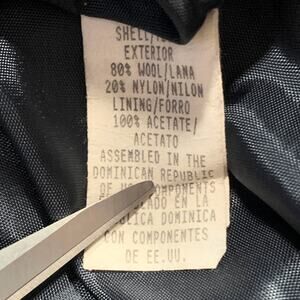 SHELL/
EXTERIOR
80% WOOL/LANA
20% NYLON/NILON
LINING/FORRO
100% ACETATE/
ACETATO
ASSEMBLED IN THE
DOMINICAN REPUBLIC
OF COMPONENTS
EN LA
DOMINICA
CON COMPONENTES
DE EE.UU.